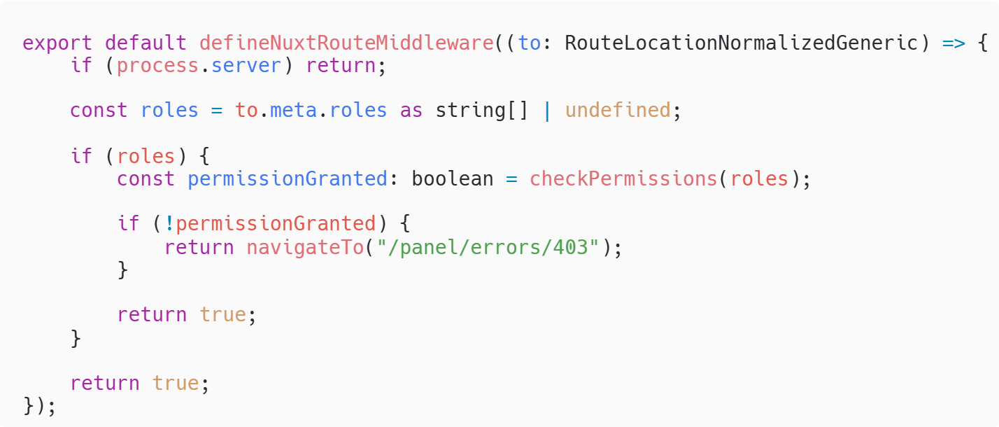 export default defineNuxtRouteMiddleware((to: RouteLocationNormalizedGeneric) => {
    if (process.server) return;

    const roles = to.meta.roles as string[] | undefined;

    if (roles) {
        const permissionGranted: boolean = checkPermissions(roles);

        if (!permissionGranted) {
            return navigateTo("/panel/errors/403");
        }

        return true;
    }

    return true;
});